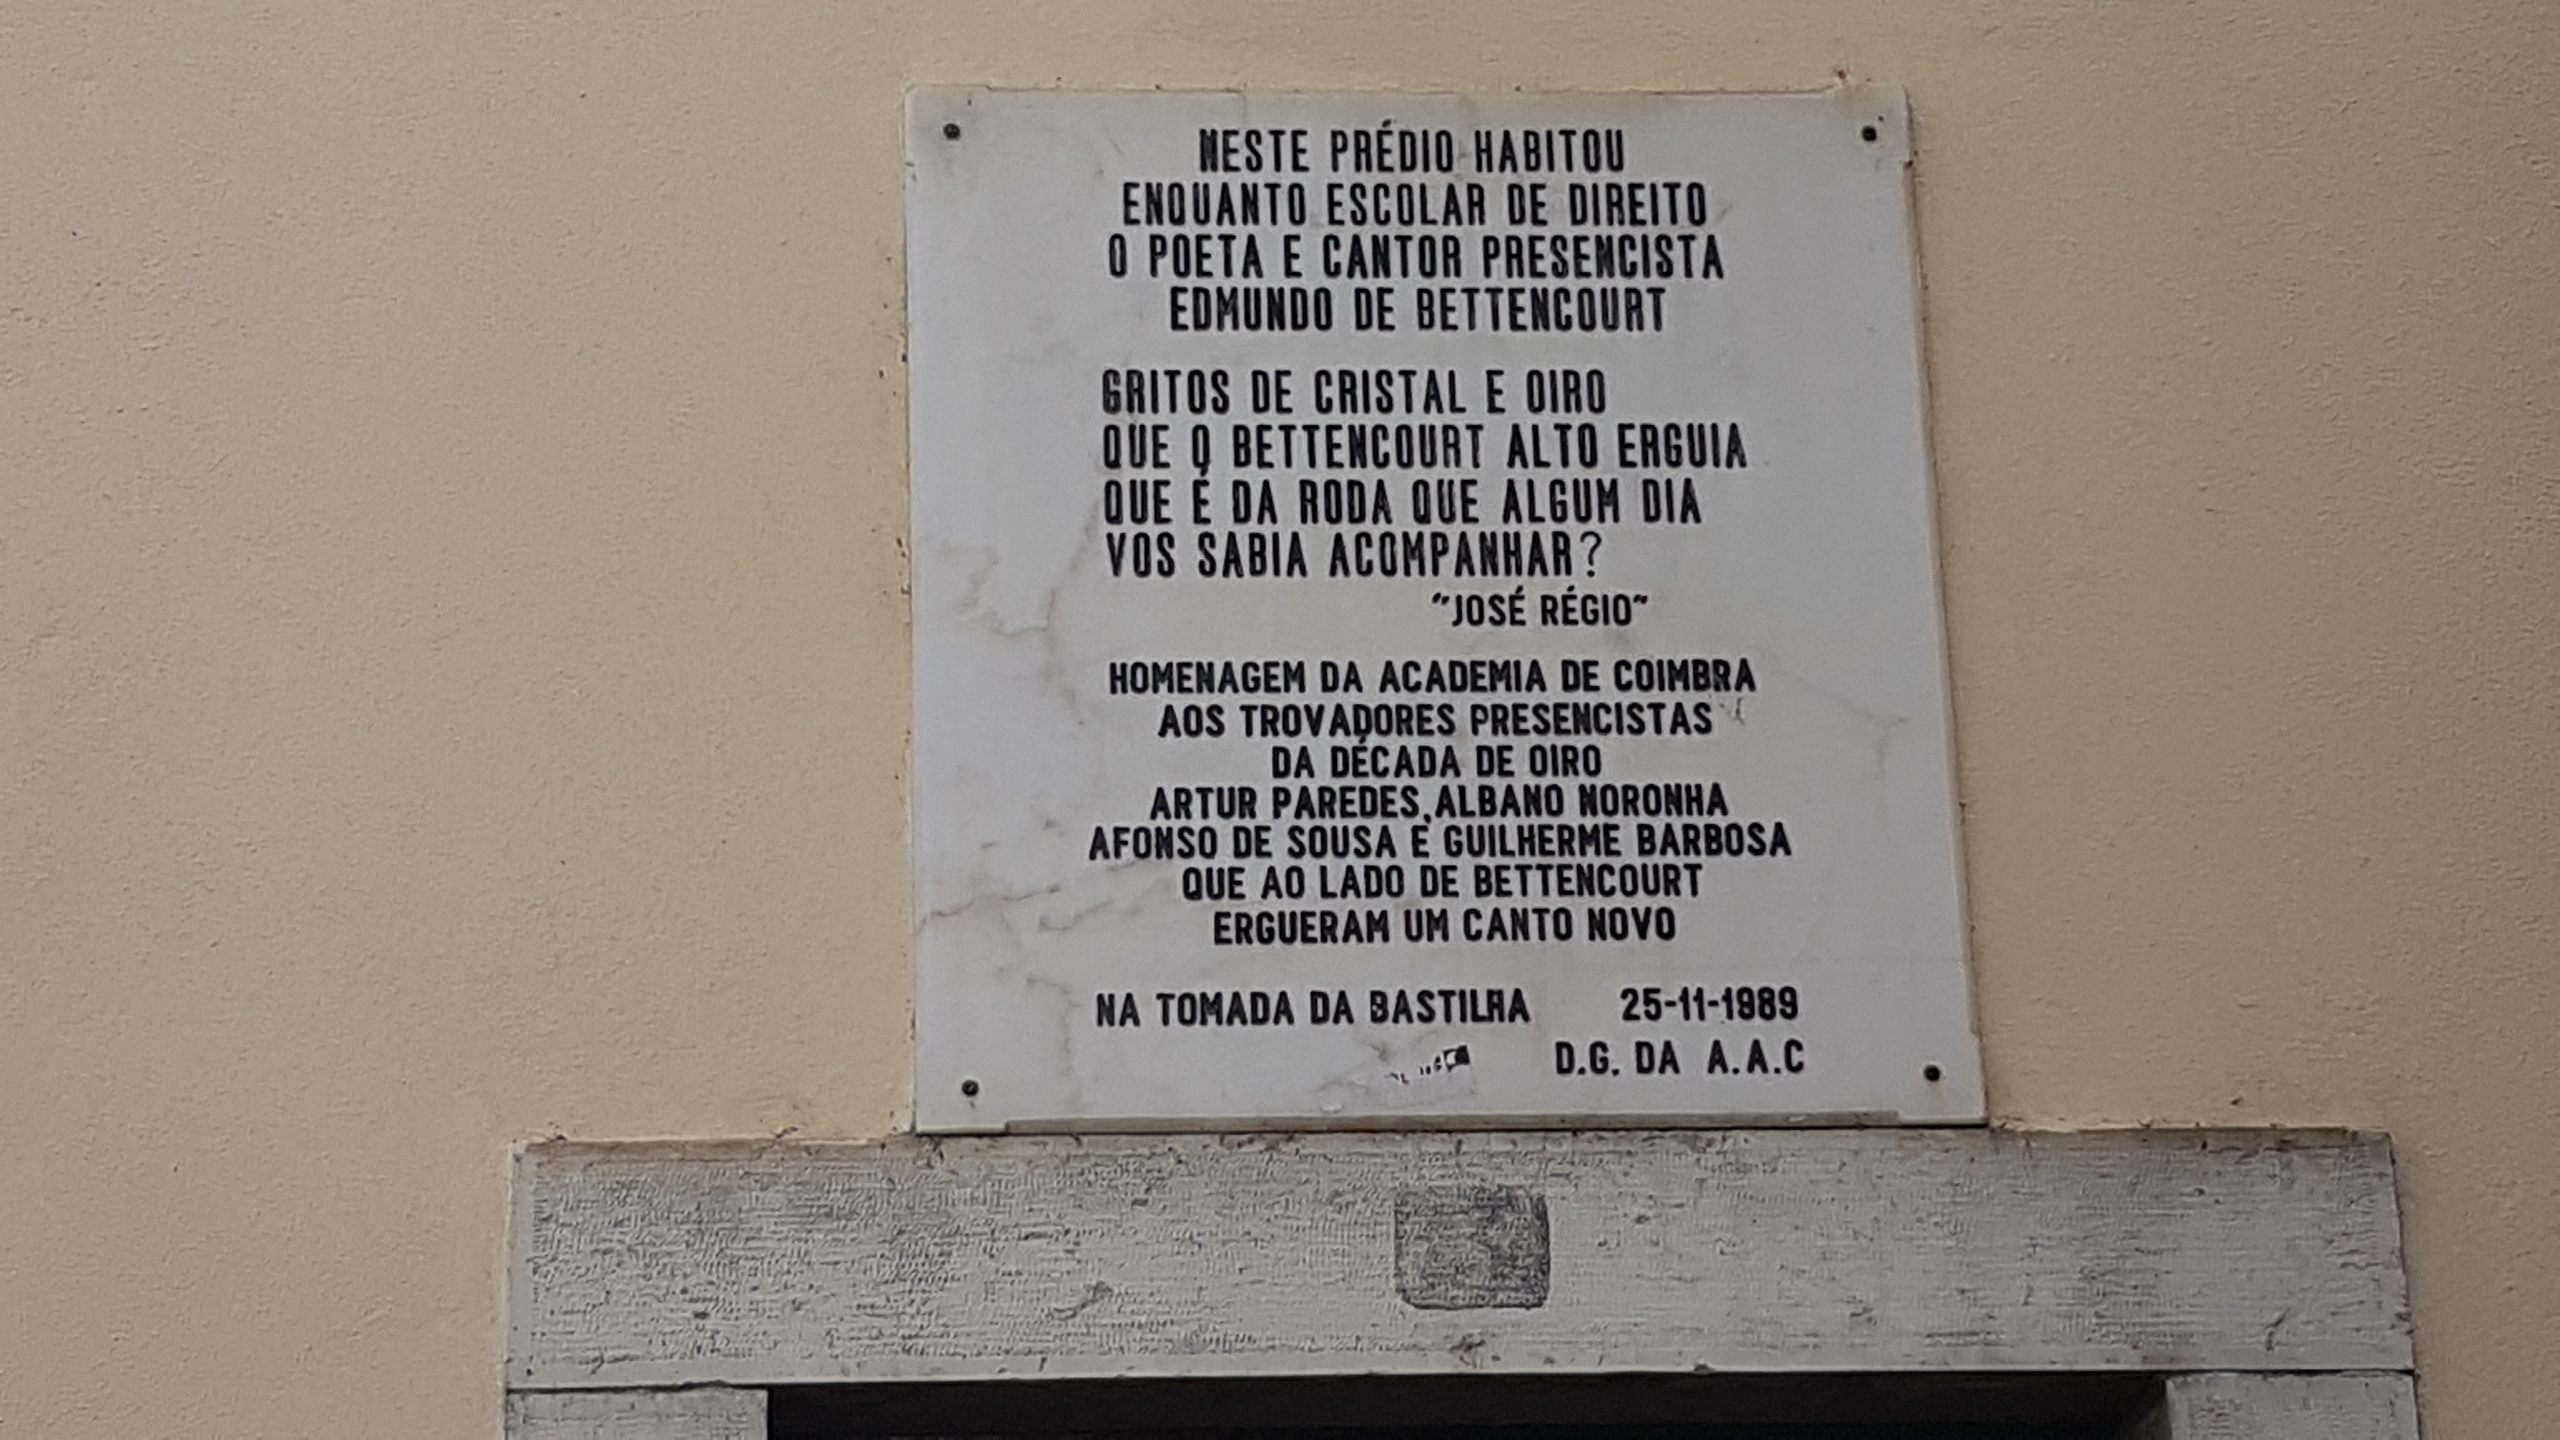 NESTE PRÉDIO HABITOU
ENQUANTO ESCOLAR DE DIREITO
O POETA E CANTOR PRESENCISTA
EDMUNDO DE BETTENCOURT
GRITOS DE CRISTAL E OIRO
QUE O BETTENCOURT ALTO ERGUIA
QUE É DA RODA QUE ALGUM DIA
VOS SABIA ACOMPANHAR?
"JOSÉ RÉGIO"
HOMENAGEM DA ACADEMIA DE COIMBRA
AOS TROVADORES PRESENCISTAS
DA DÉCADA DE OIRO
ARTUR PAREDES, ALBANO NORONHA
AFONSO DE SOUSA E GUILHERME BARBOSA
QUE AO LADO DE BETTENCOURT
ERGUERAM UM CANTO NOVO
NA TOMADA DA BASTILHA 25-11-1989
D.G. DA A.A.C